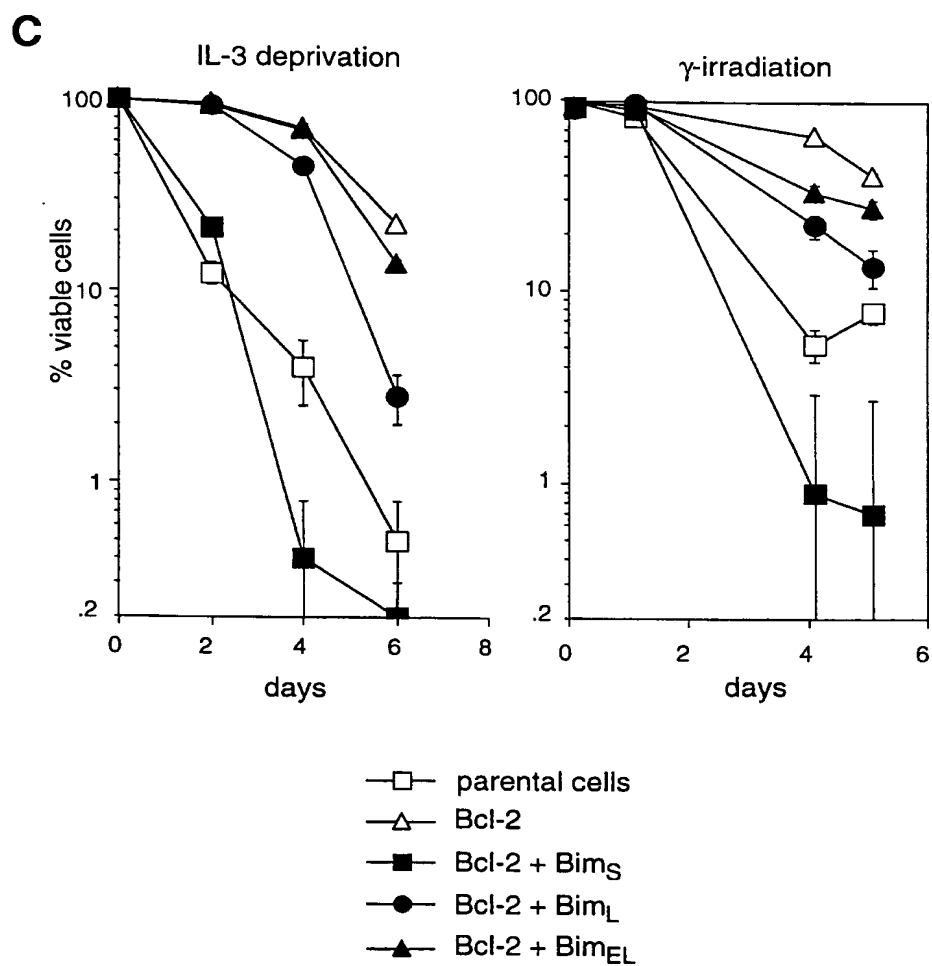 C
IL-3 deprivation
γ-irradiation
% viable cells
100
10
1
.2
0 2 4 6 8
days
100
10
1
.2
0 2 4 6
days
parental cells
Bcl-2
Bcl-2 + BimS
Bcl-2 + BimL
Bcl-2 + BimEL